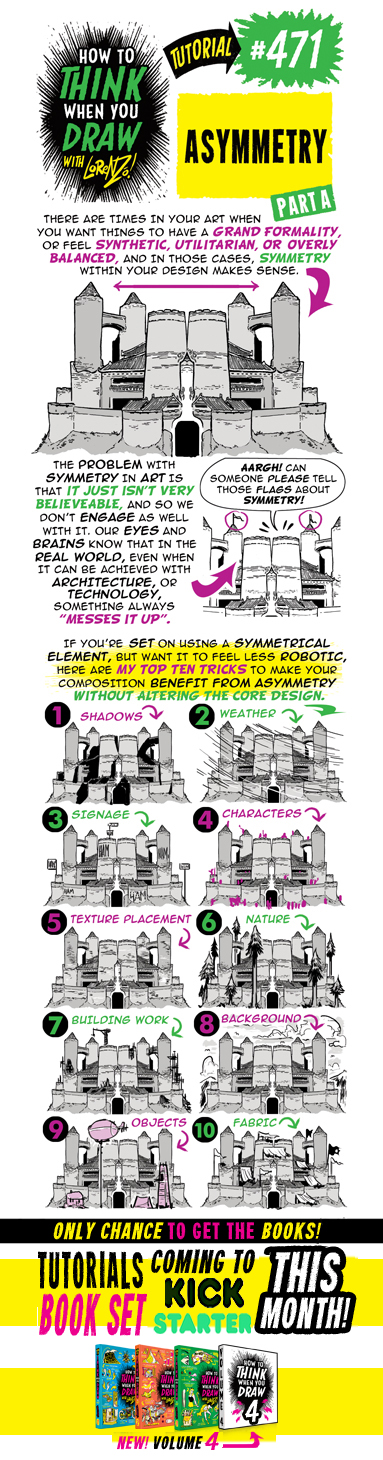 HOW TO
THINK
WHEN YOU
DRAW
WITH LORENZO!
TUTORIAL
#471
ASYMMETRY
PART A
THERE ARE TIMES IN YOUR ART WHEN
YOU WANT THINGS TO HAVE A GRAND FORMALITY,
OR FEEL SYNTHETIC, UTILITARIAN, OR OVERLY
BALANCED, AND IN THOSE CASES, SYMMETRY
WITHIN YOUR DESIGN MAKES SENSE.
THE PROBLEM WITH
SYMMETRY IN ART IS
THAT IT JUST ISN'T VERY
BELIEVEABLE, AND SO WE
DON'T ENGAGE AS WELL
WITH IT. OUR EYES AND
BRAINS KNOW THAT IN THE
REAL WORLD, EVEN WHEN
IT CAN BE ACHIEVED WITH
ARCHITECTURE, OR
TECHNOLOGY,
SOMETHING ALWAYS
"MESSES IT UP".
AARGH! CAN
SOMEONE PLEASE TELL
THOSE FLAGS ABOUT
SYMMETRY!
IF YOU'RE SET ON USING A SYMMETRICAL
ELEMENT, BUT WANT IT TO FEEL LESS ROBOTIC,
HERE ARE MY TOP TEN TRICKS TO MAKE YOUR
COMPOSITION BENEFIT FROM ASYMMETRY
WITHOUT ALTERING THE CORE DESIGN.
1 SHADOWS
2 WEATHER
3 SIGNAGE
HAM
HAM
HAM
HAM
4 CHARACTERS
5 TEXTURE PLACEMENT
6 NATURE
7 BUILDING WORK
8 BACKGROUND
9 OBJECTS
10 FABRIC
ONLY CHANCE TO GET THE BOOKS!
TUTORIALS
BOOK SET
COMING TO
KICK
STARTER
THIS
MONTH!
HOW TO
THINK
WHEN YOU
DRAW
4
NEW! VOLUME 4